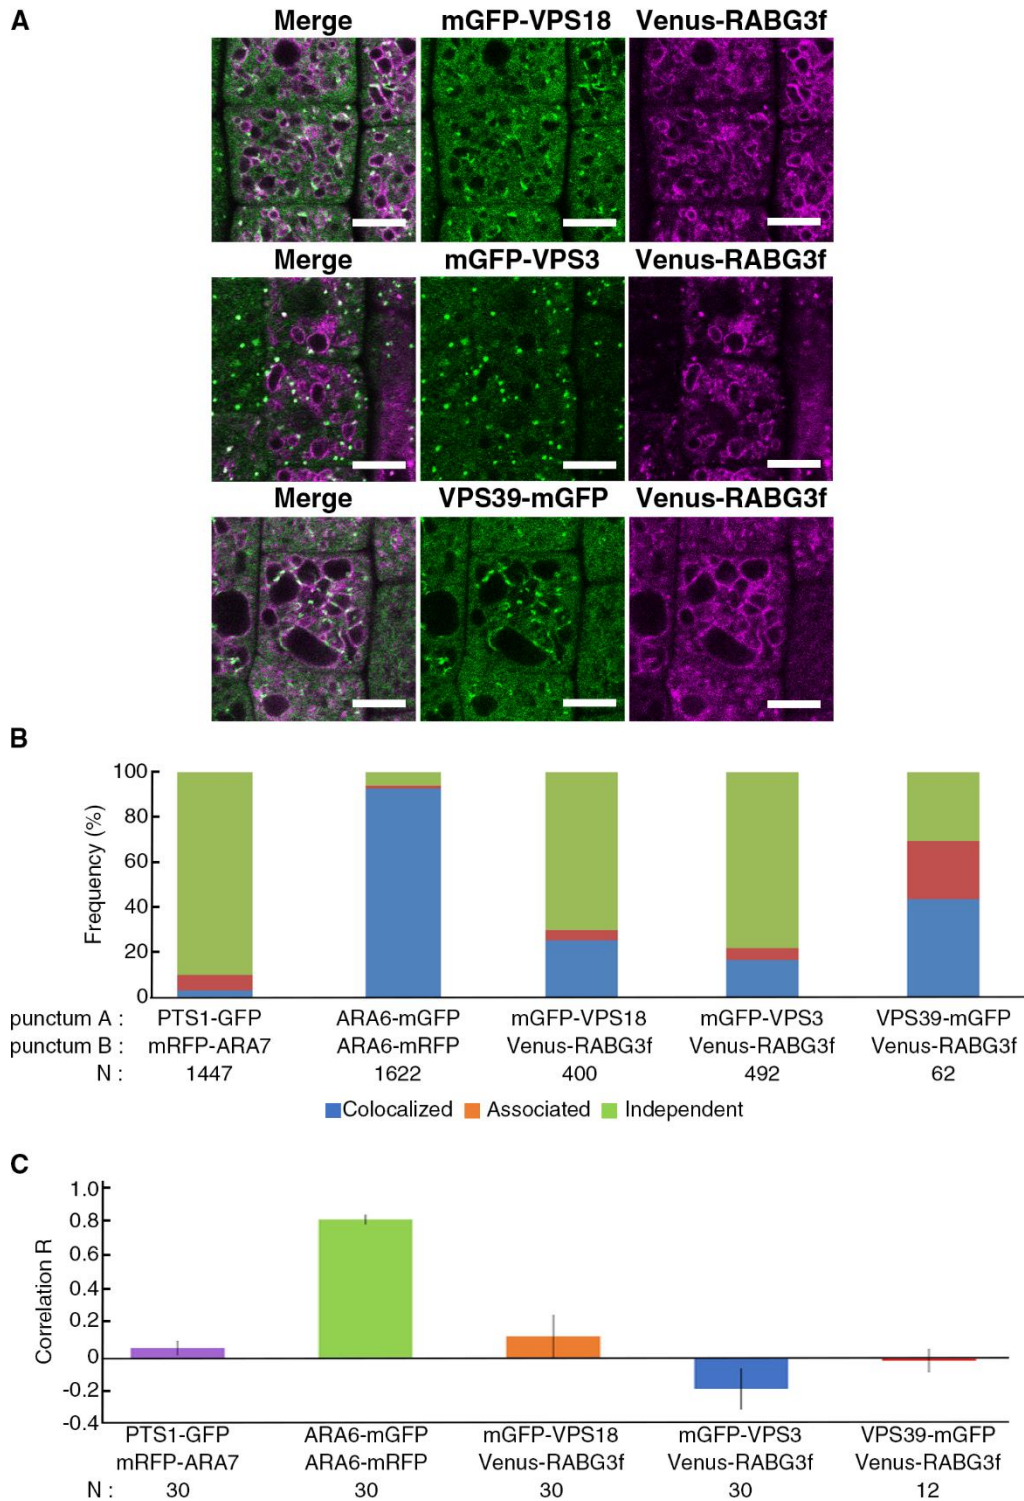 A
Merge mGFP-VPS18 Venus-RABG3f
Merge mGFP-VPS3 Venus-RABG3f
Merge VPS39-mGFP Venus-RABG3f
B
100
80
60
40
20
0
Frequency (%)
punctum A : PTS1-GFP ARA6-mGFP mGFP-VPS18 mGFP-VPS3 VPS39-mGFP
punctum B : mRFP-ARA7 ARA6-mRFP Venus-RABG3f Venus-RABG3f Venus-RABG3f
N : 1447 1622 400 492 62
Colocalized Associated Independent
C
1.0
0.8
0.6
0.4
0.2
0
-0.2
-0.4
Correlation R
PTS1-GFP ARA6-mGFP mGFP-VPS18 mGFP-VPS3 VPS39-mGFP
mRFP-ARA7 ARA6-mRFP Venus-RABG3f Venus-RABG3f Venus-RABG3f
N : 30 30 30 30 12